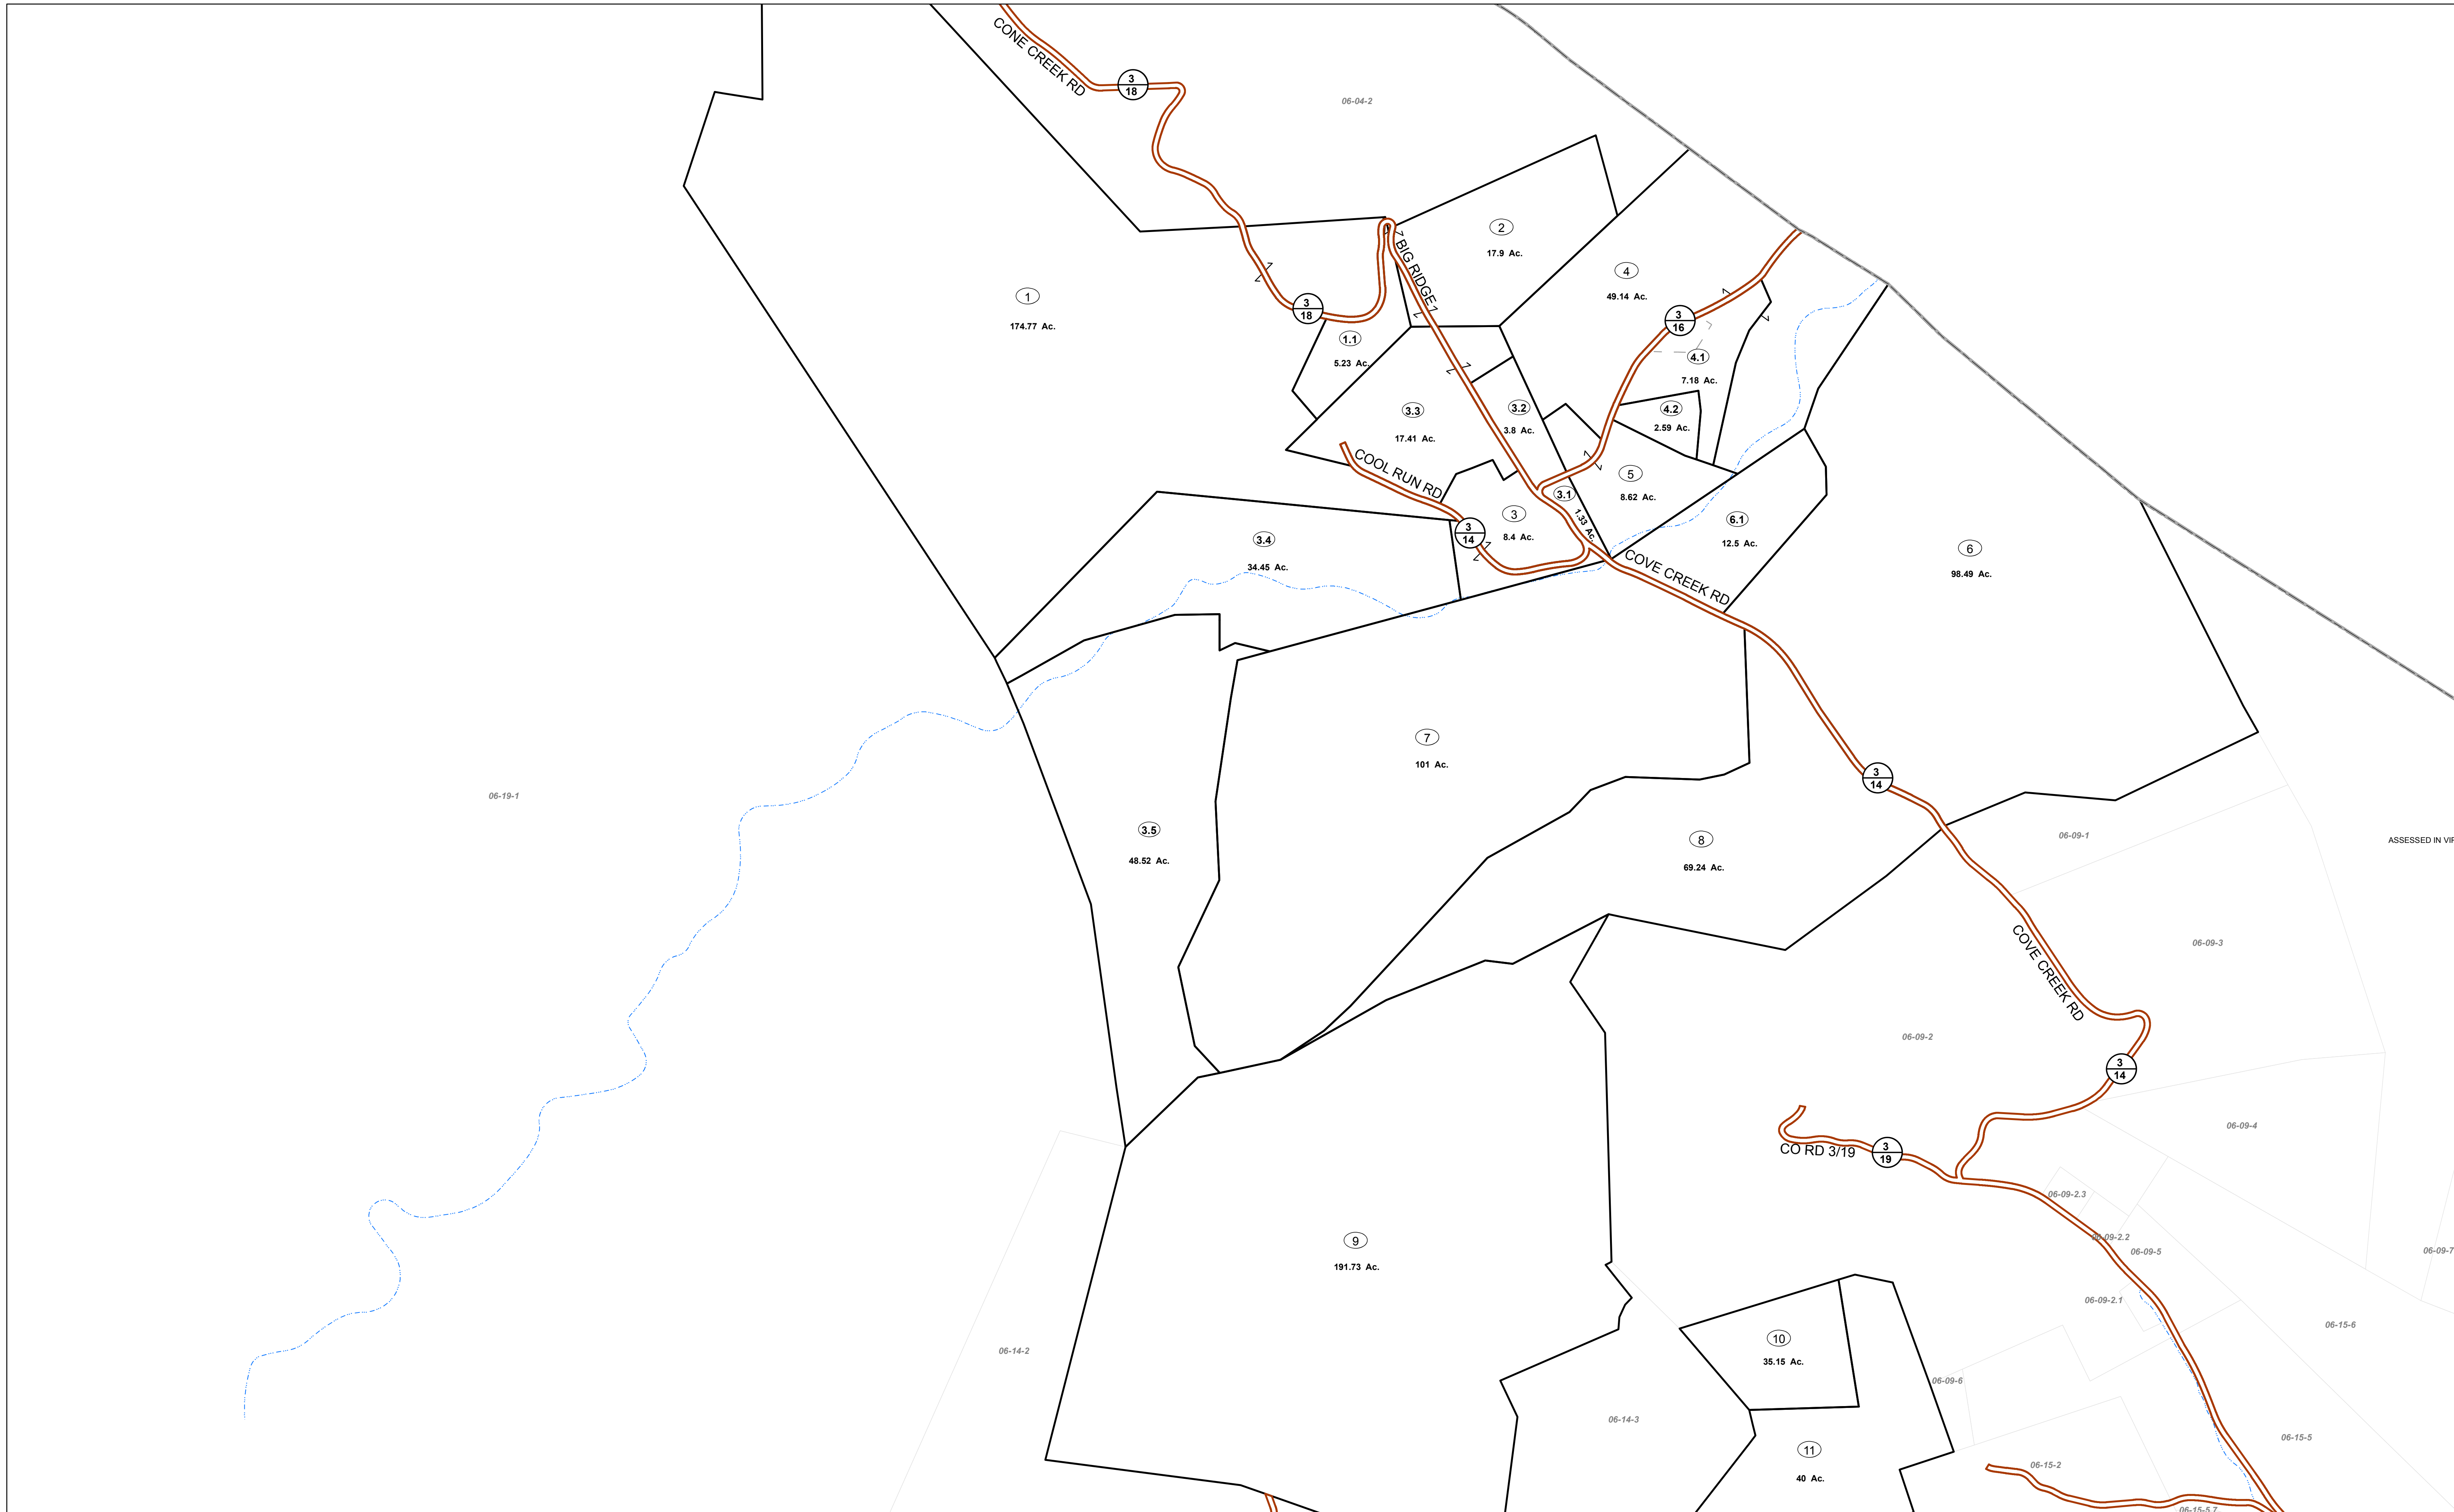 CONE CREEK RD
3
18
06-04-2
2
17.9 Ac.
BIG RIDGE
4
49.14 Ac.
1
174.77 Ac.
3
18
3
16
1.1
5.23 Ac.
4.1
7.18 Ac.
3.3
17.41 Ac.
3.2
3.8 Ac.
4.2
2.59 Ac.
COOL RUN RD
5
8.62 Ac.
3.1
1.33 Ac.
3
8.4 Ac.
3
14
6.1
12.5 Ac.
3.4
34.45 Ac.
6
98.49 Ac.
COVE CREEK RD
7
101 Ac.
3
14
06-19-1
3.5
48.52 Ac.
8
69.24 Ac.
06-09-1
ASSESSED IN VIR
06-09-3
COVE CREEK RD
06-09-2
3
14
06-09-4
CO RD 3/19
3
19
06-09-2.3
06-09-2.2
06-09-5
06-09-7
9
191.73 Ac.
06-09-2.1
06-15-6
10
35.15 Ac.
06-14-2
06-09-6
06-14-3
11
40 Ac.
06-15-5
06-15-2
06-15-5.7